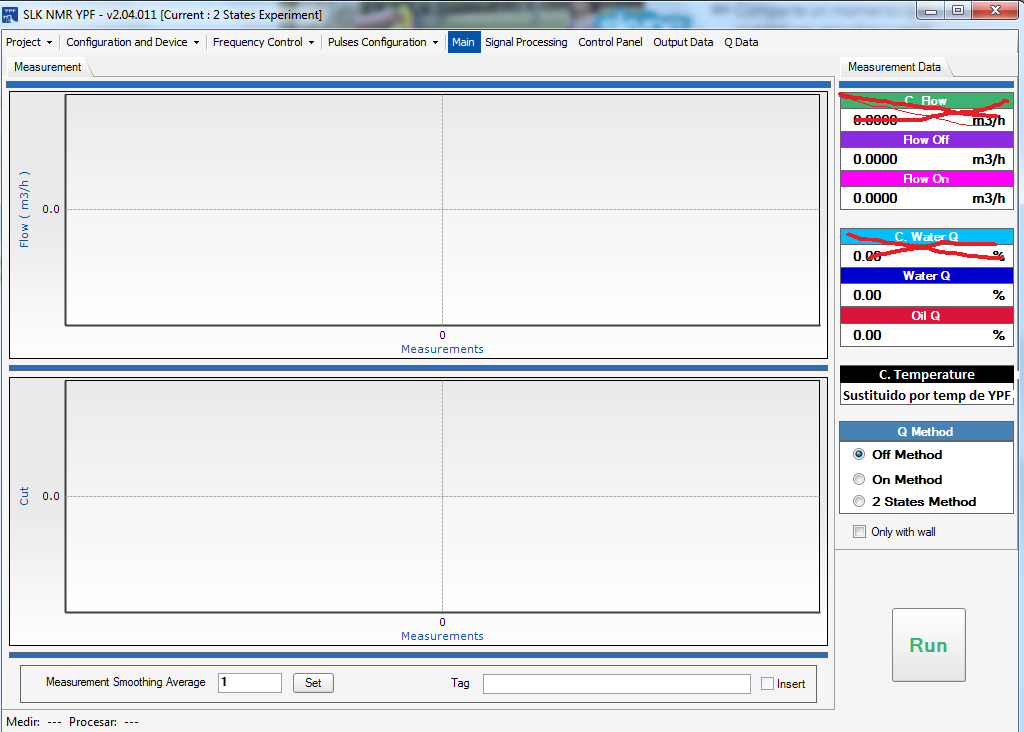 SLK NMR YPF - v2.04.011 [Current : 2 States Experiment]
Project Configuration and Device Frequency Control Pulses Configuration Main Signal Processing Control Panel Output Data Q Data
Measurement
Flow ( m3/h )
0.0
0
Measurements
Cut
0.0
0
Measurements
Measurement Smoothing Average 1 Set Tag Insert
Medir: --- Procesar: ---
Measurement Data
C. Flow
0.0000 m3/h
Flow Off
0.0000 m3/h
Flow On
0.0000 m3/h
C. Water Q
0.00 %
Water Q
0.00 %
Oil Q
0.00 %
C. Temperature
Sustituido por temp de YPF
Q Method
Off Method
On Method
2 States Method
Only with wall
Run